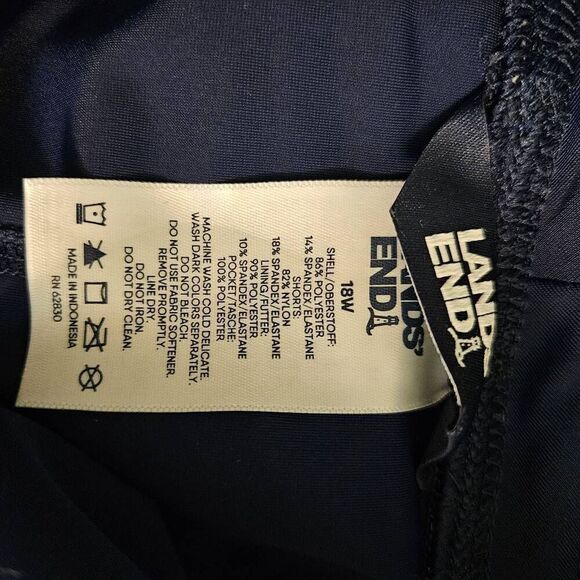 LANDS'
END
18W
SHELL/OBERSTOFF:
86% POLYESTER
14% SPANDEX/ELASTANE
SLITS:
82% NYLON
18% SPANDEX/ELASTANE
LINING/FUTTER:
90% POLYESTER
10% SPANDEX/ELASTANE
POCKET/TASCHE:
100% POLYESTER
MACHINE WASH COLD DELICATE.
WASH DARK COLORS SEPARATELY.
DO NOT BLEACH.
DO NOT USE FABRIC SOFTENER.
REMOVE PROMPTLY.
LINE DRY.
DO NOT IRON.
DO NOT DRY CLEAN.
MADE IN INDONESIA
RN 62830
LAND
END